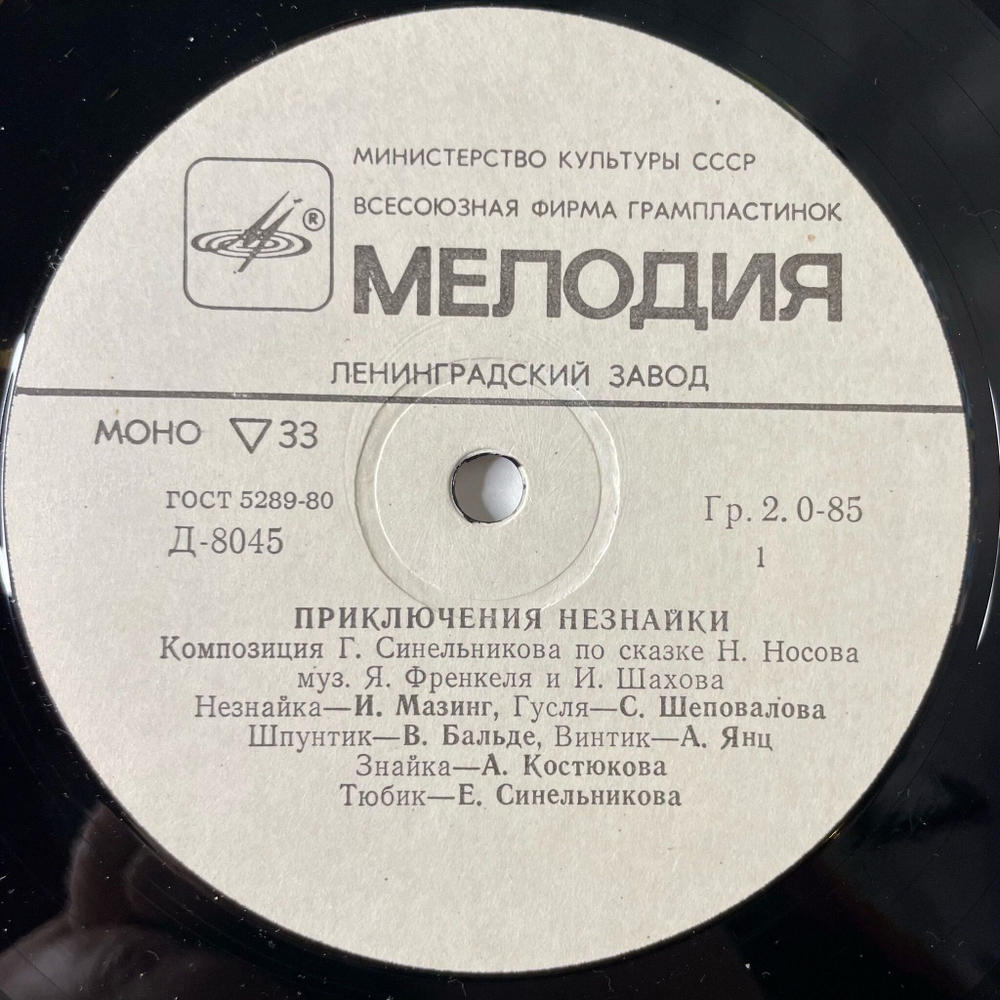 МИНИСТЕРСТВО КУЛЬТУРЫ СССР
ВСЕСОЮЗНАЯ ФИРМА ГРАМПЛАСТИНОК
®
МЕЛОДИЯ
ЛЕНИНГРАДСКИЙ ЗАВОД
МОНО ▽33
ГОСТ 5289-80
Д-8045
Гр. 2. 0-85
1
ПРИКЛЮЧЕНИЯ НЕЗНАЙКИ
Композиция Г. Синельникова по сказке Н. Носова
муз. Я. Френкеля и И. Шахова
Незнайка—И. Мазинг, Гусля—С. Шеповалова
Шпунтик—В. Бальде, Винтик—А. Янц
Знайка—А. Костюкова
Тюбик—Е. Синельникова